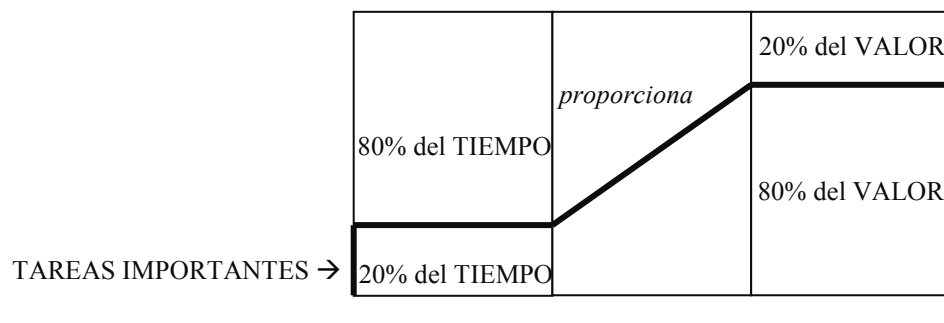 20% del VALOR
proporciona
80% del TIEMPO
80% del VALOR
TAREAS IMPORTANTES →
20% del TIEMPO